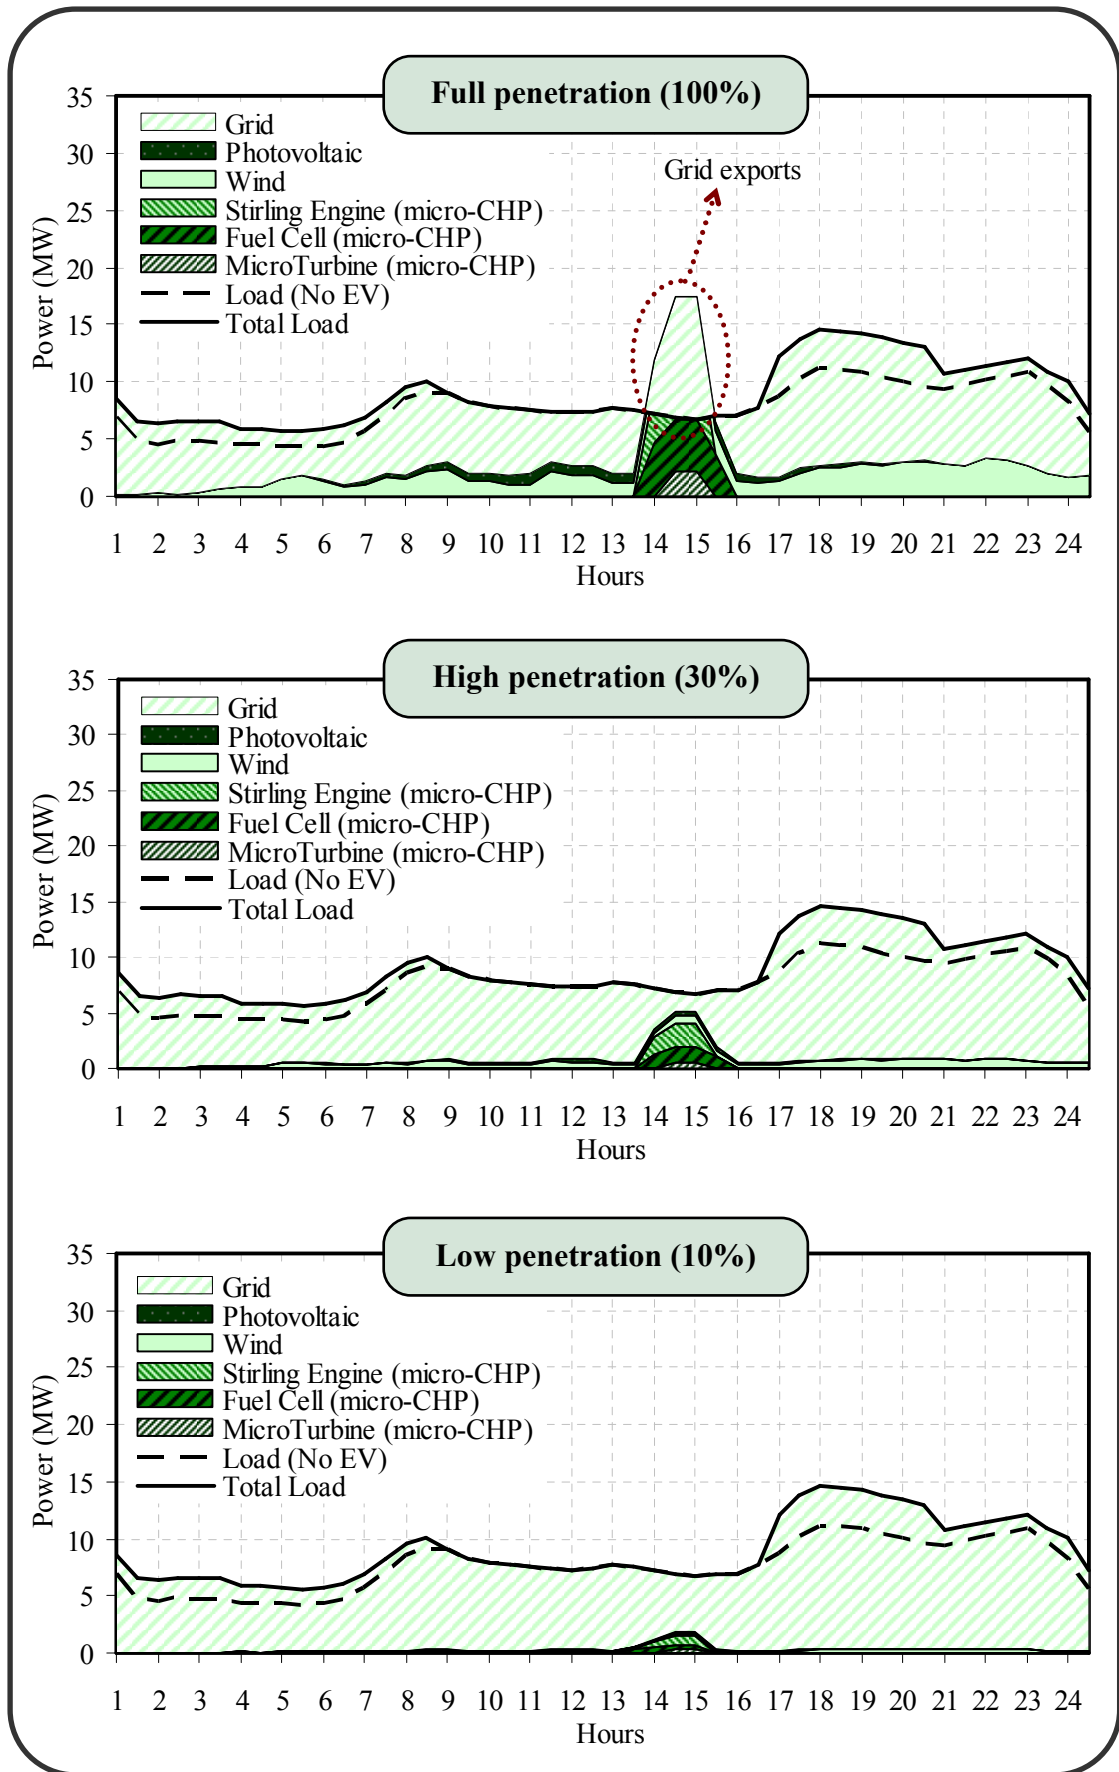 Full penetration (100%)
35
30
25
20
15
10
5
0
Power (MW)
Grid
Photovoltaic
Wind
Stirling Engine (micro-CHP)
Fuel Cell (micro-CHP)
MicroTurbine (micro-CHP)
Load (No EV)
Total Load
Grid exports
1 2 3 4 5 6 7 8 9 10 11 12 13 14 15 16 17 18 19 20 21 22 23 24
Hours
High penetration (30%)
35
30
25
20
15
10
5
0
Power (MW)
Grid
Photovoltaic
Wind
Stirling Engine (micro-CHP)
Fuel Cell (micro-CHP)
MicroTurbine (micro-CHP)
Load (No EV)
Total Load
1 2 3 4 5 6 7 8 9 10 11 12 13 14 15 16 17 18 19 20 21 22 23 24
Hours
Low penetration (10%)
35
30
25
20
15
10
5
0
Power (MW)
Grid
Photovoltaic
Wind
Stirling Engine (micro-CHP)
Fuel Cell (micro-CHP)
MicroTurbine (micro-CHP)
Load (No EV)
Total Load
1 2 3 4 5 6 7 8 9 10 11 12 13 14 15 16 17 18 19 20 21 22 23 24
Hours